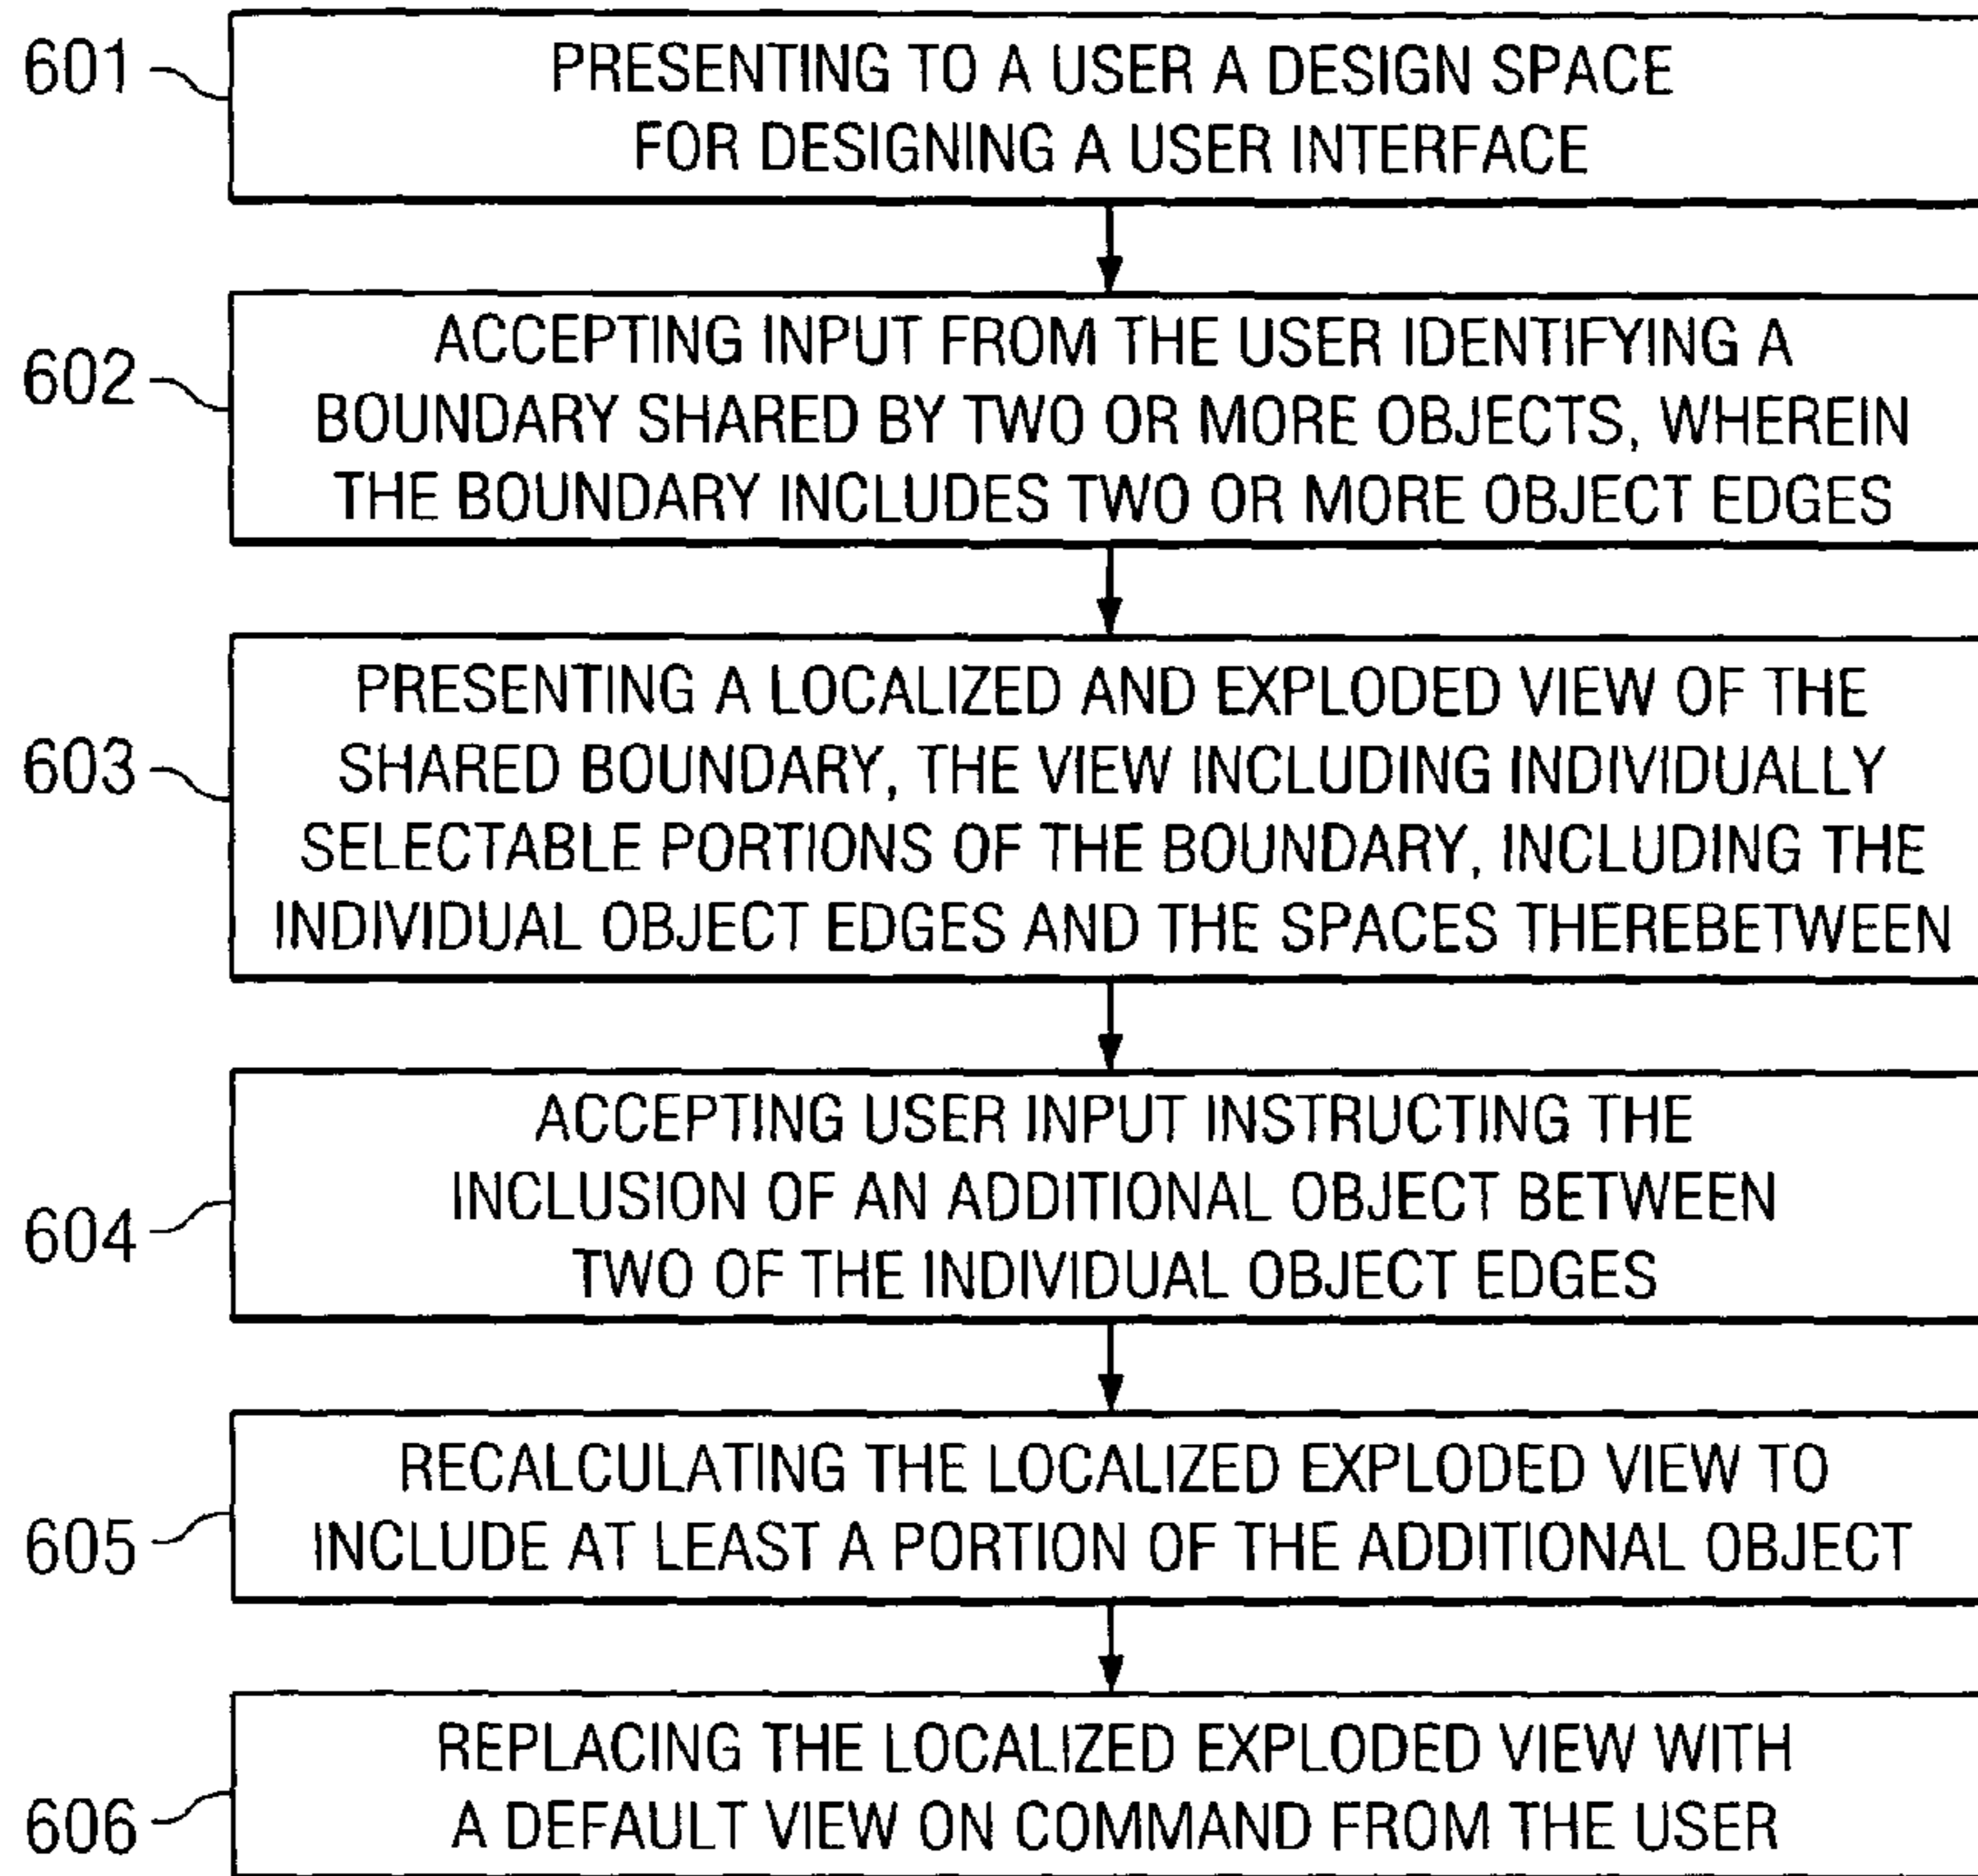 601
PRESENTING TO A USER A DESIGN SPACE
FOR DESIGNING A USER INTERFACE
602
ACCEPTING INPUT FROM THE USER IDENTIFYING A
BOUNDARY SHARED BY TWO OR MORE OBJECTS, WHEREIN
THE BOUNDARY INCLUDES TWO OR MORE OBJECT EDGES
603
PRESENTING A LOCALIZED AND EXPLODED VIEW OF THE
SHARED BOUNDARY, THE VIEW INCLUDING INDIVIDUALLY
SELECTABLE PORTIONS OF THE BOUNDARY, INCLUDING THE
INDIVIDUAL OBJECT EDGES AND THE SPACES THEREBETWEEN
604
ACCEPTING USER INPUT INSTRUCTING THE
INCLUSION OF AN ADDITIONAL OBJECT BETWEEN
TWO OF THE INDIVIDUAL OBJECT EDGES
605
RECALCULATING THE LOCALIZED EXPLODED VIEW TO
INCLUDE AT LEAST A PORTION OF THE ADDITIONAL OBJECT
606
REPLACING THE LOCALIZED EXPLODED VIEW WITH
A DEFAULT VIEW ON COMMAND FROM THE USER